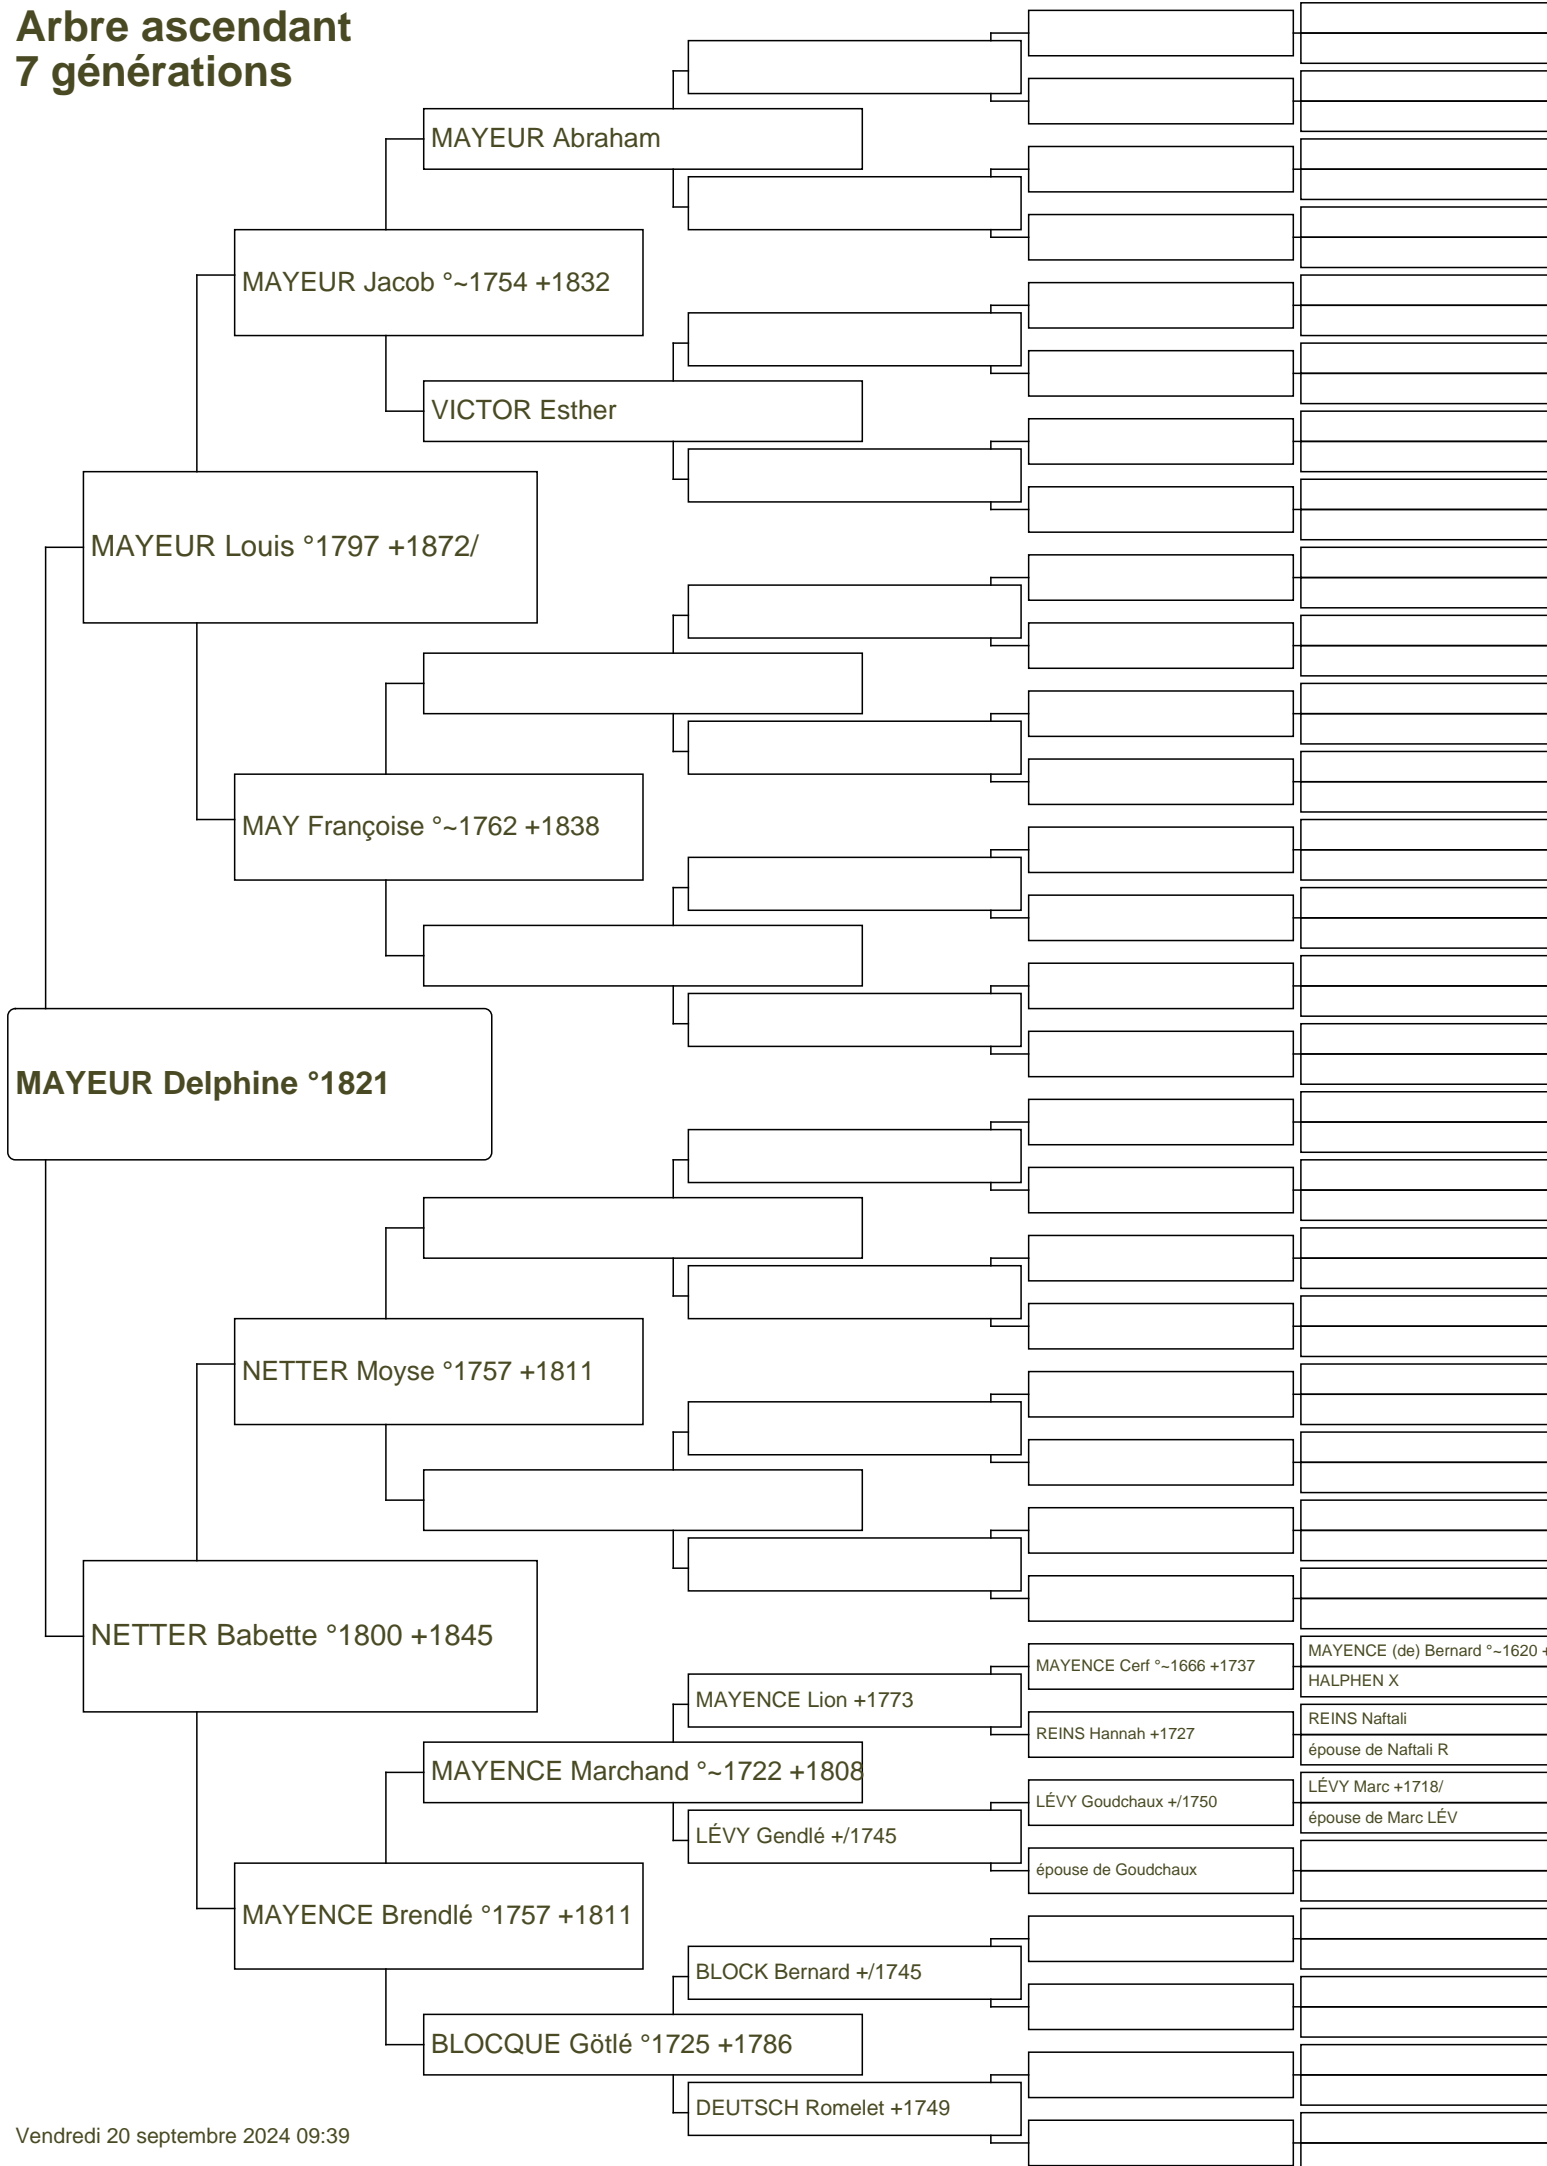 Arbre ascendant
7 générations
MAYEUR Abraham
MAYEUR Jacob °~1754 +1832
VICTOR Esther
MAYEUR Louis °1797 +1872/
MAY Françoise °~1762 +1838
MAYEUR Delphine °1821
NETTER Moyse °1757 +1811
NETTER Babette °1800 +1845
MAYENCE (de) Bernard °~1620 +
MAYENCE Cerf °~1666 +1737
HALPHEN X
MAYENCE Lion +1773
REINS Naftali
REINS Hannah +1727
épouse de Naftali R
MAYENCE Marchand °~1722 +1808
LÉVY Marc +1718/
LÉVY Goudchaux +/1750
épouse de Marc LÉV
LÉVY Gendlé +/1745
épouse de Goudchaux
MAYENCE Brendlé °1757 +1811
BLOCK Bernard +/1745
BLOCQUE Götlé °1725 +1786
DEUTSCH Romelet +1749
Vendredi 20 septembre 2024 09:39